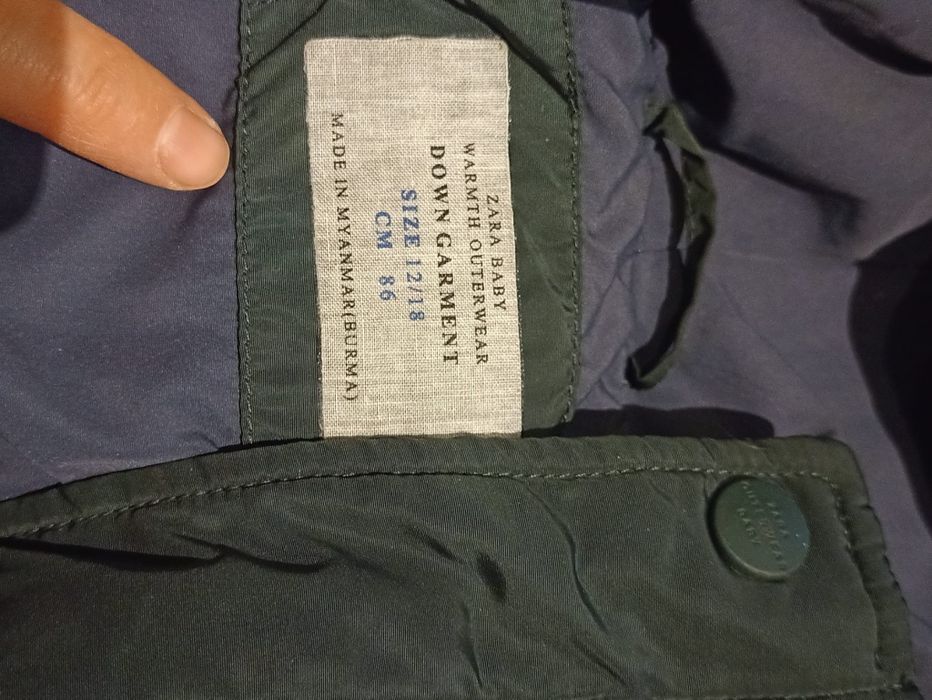 ZARA BABY
WARMTH OUTERWEAR
DOWN GARMENT
SIZE 12/18
CM 86
MADE IN MYANMAR(BURMA)